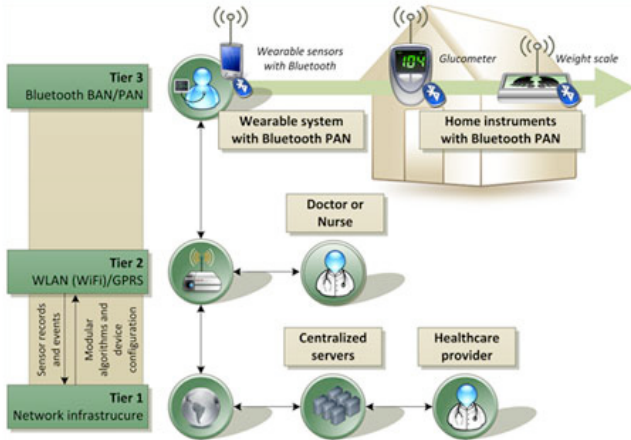 Tier 3
Bluetooth BAN/PAN
Wearable sensors
with Bluetooth
104
Glucometer
Weight scale
Wearable system
with Bluetooth PAN
Home instruments
with Bluetooth PAN
Doctor or
Nurse
Tier 2
WLAN (WiFi)/GPRS
Sensor records
and events
Modular
algorithms and
device
configuration
Centralized
servers
Healthcare
provider
Tier 1
Network infrastrucure